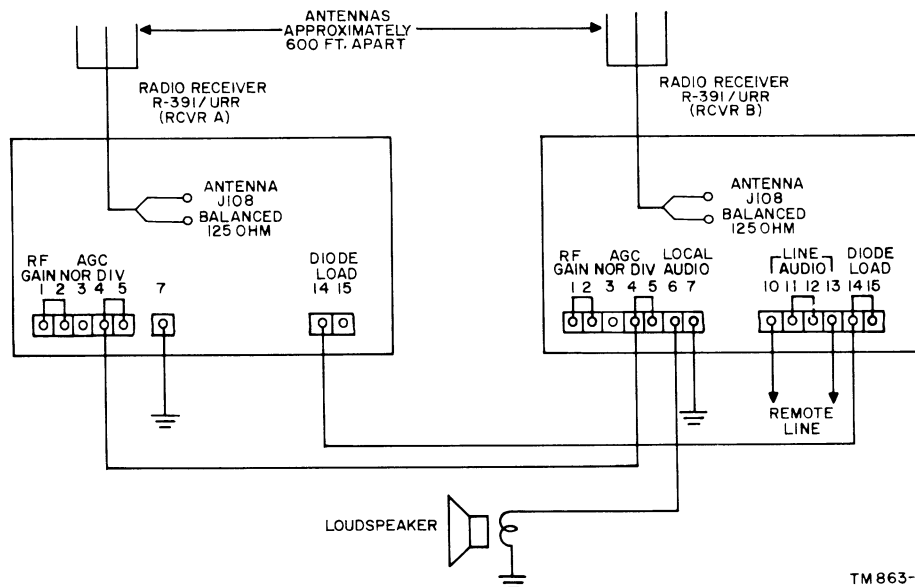 ANTENNAS
APPROXIMATELY
600 FT. APART
RADIO RECEIVER
R-391/URR
(RCVR A)
RADIO RECEIVER
R-391/URR
(RCVR B)
ANTENNA
J108
BALANCED
125 OHM
RF AGC
GAIN NOR DIV
1 2 3 4 5 7
DIODE
LOAD
14 15
ANTENNA
J108
BALANCED
125 OHM
RF AGC LOCAL
GAIN NOR DIV AUDIO
1 2 3 4 5 6 7
LINE
AUDIO
10 11 12 13
DIODE
LOAD
14 15
REMOTE
LINE
LOUDSPEAKER
TM863-